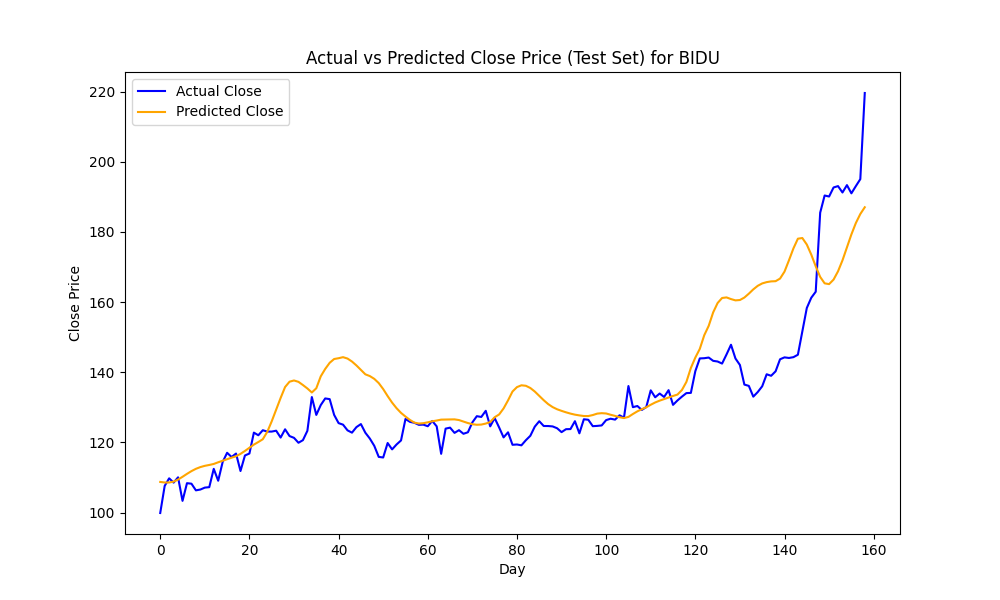 Actual vs Predicted Close Price (Test Set) for BIDU
Actual Close
Predicted Close
220
200
180
160
140
120
100
Close Price
0 20 40 60 80 100 120 140 160
Day